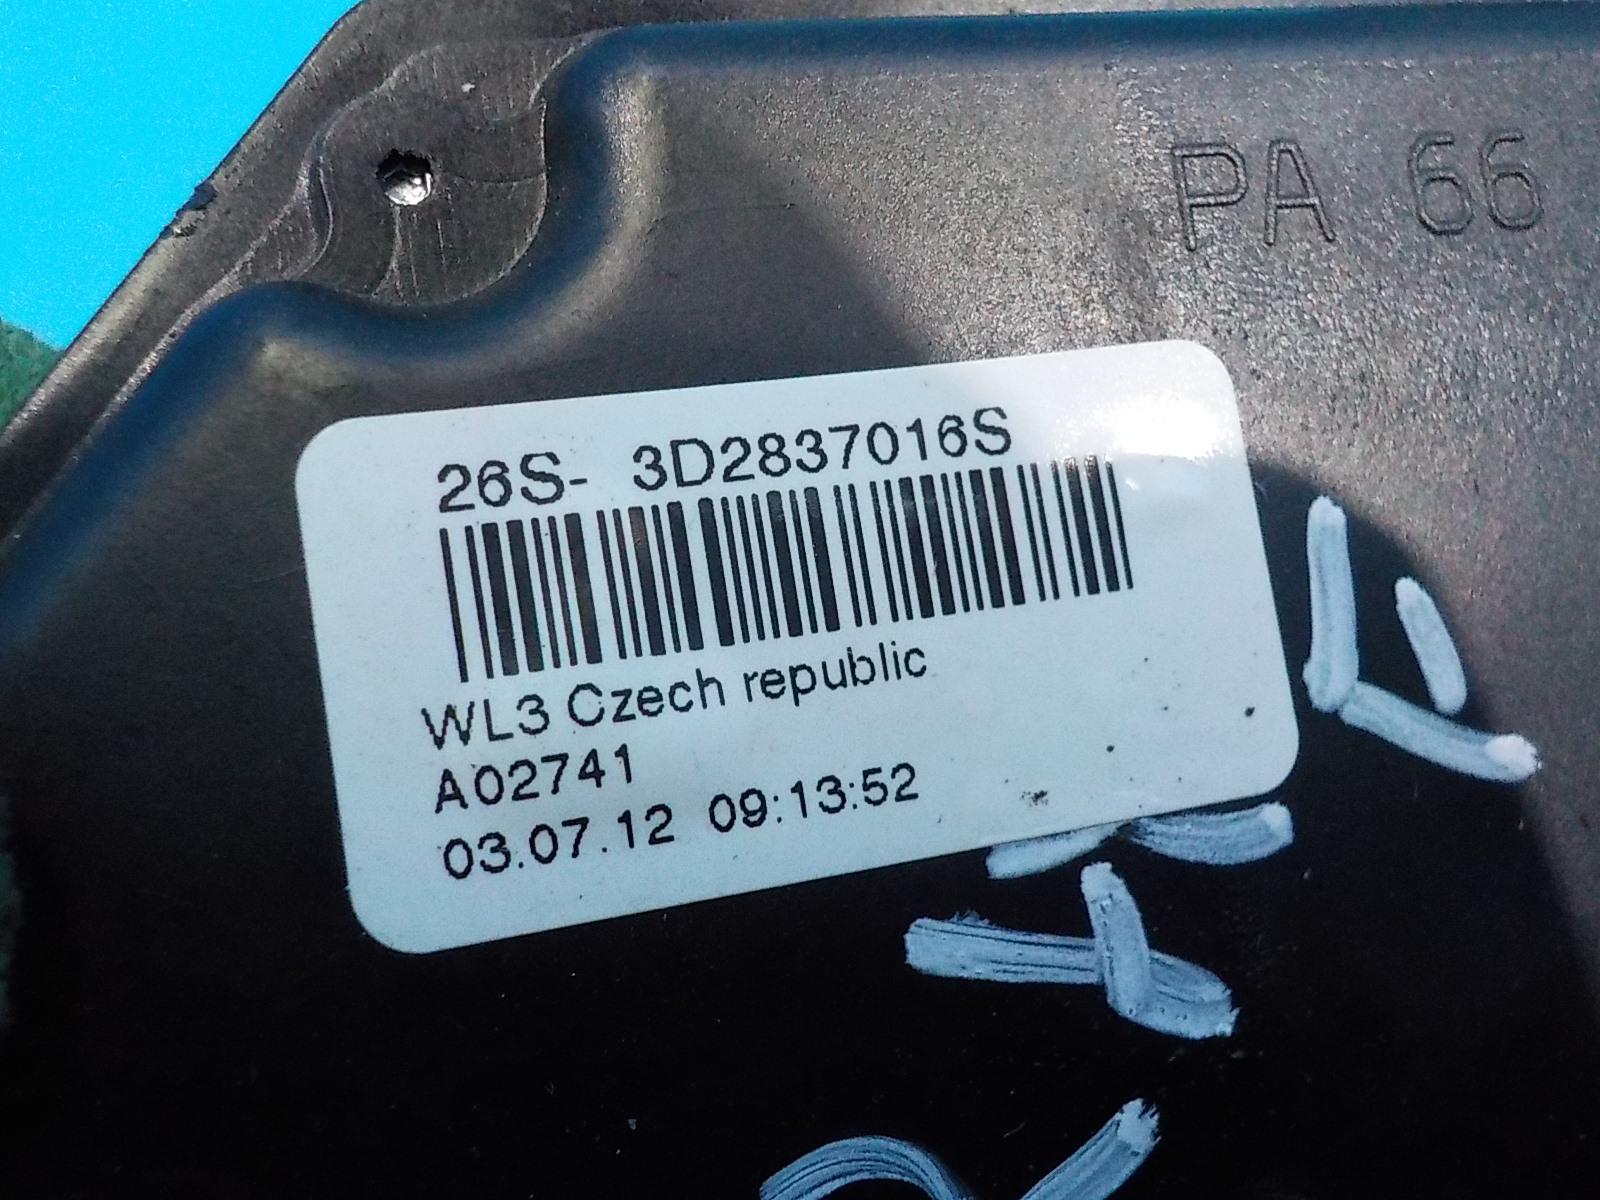 PA 66
26S- 3D2837016S
WL3 Czech republic
A02741
03.07.12 09:13:52